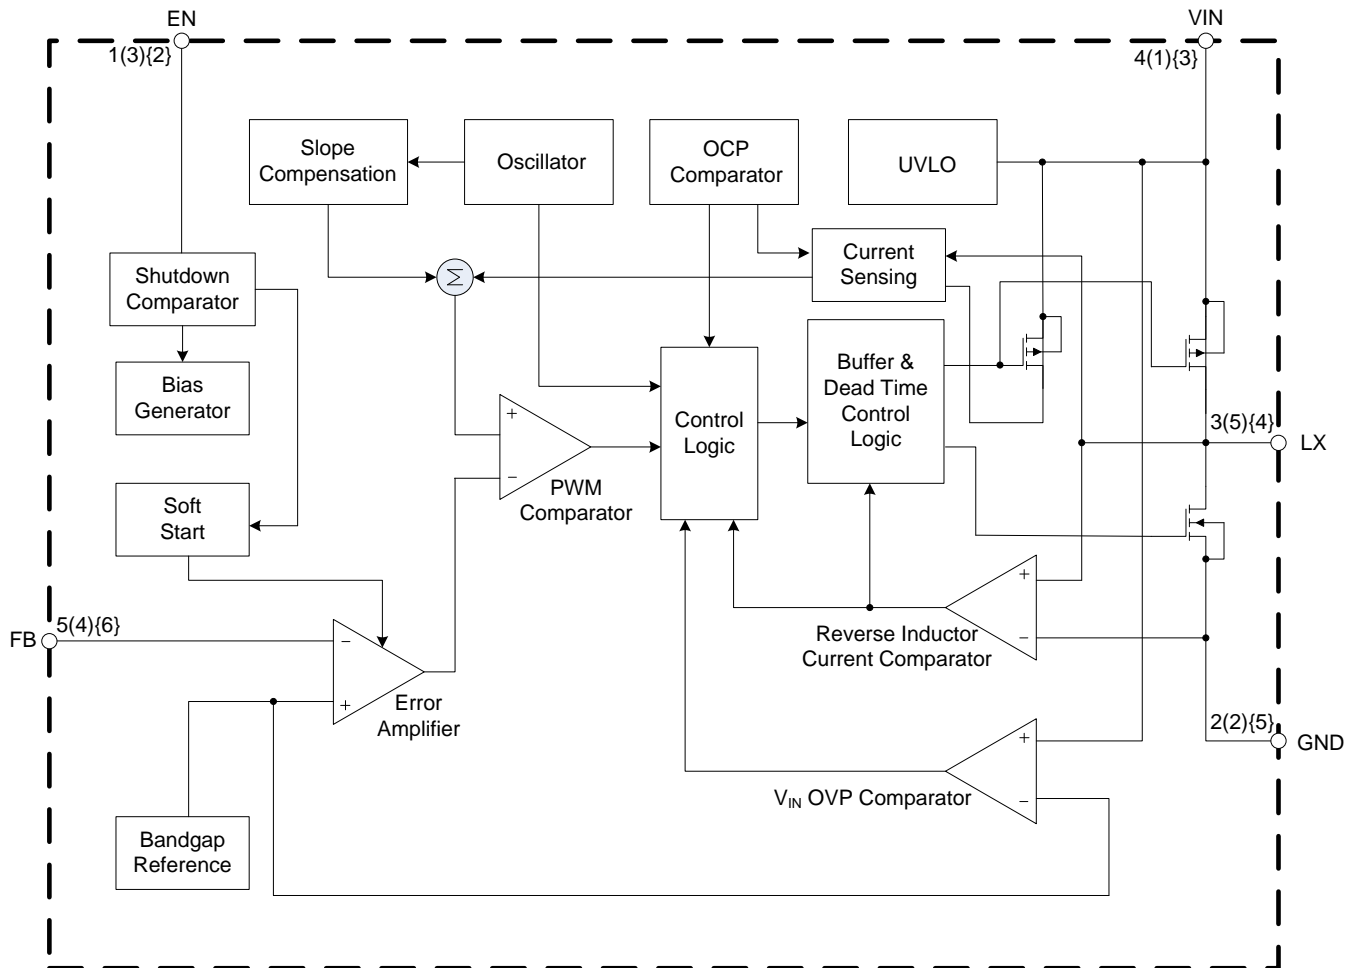 EN
VIN
1(3){2}
4(1){3}
Slope
Compensation
Oscillator
OCP
Comparator
UVLO
Shutdown
Comparator
Σ
Current
Sensing
Bias
Generator
Buffer &
Dead Time
Control
Logic
+
−
PWM
Comparator
Control
Logic
3(5){4}
LX
Soft
Start
FB
5(4){6}
−
+
Error
Amplifier
+
−
Reverse Inductor
Current Comparator
2(2){5}
GND
+
−
VIN OVP Comparator
Bandgap
Reference